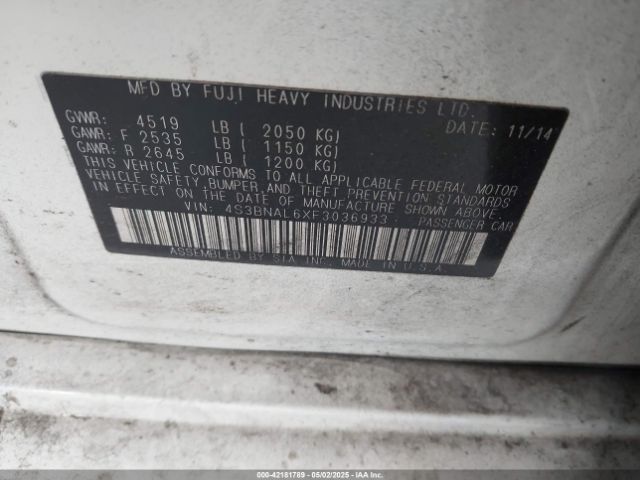 MFD BY FUJI HEAVY INDUSTRIES LTD.
DATE: 11/14
GVWR: 4519 LB ( 2050 KG)
GAWR: F 2535 LB ( 1150 KG)
GAWR: R 2645 LB ( 1200 KG)
THIS VEHICLE CONFORMS TO ALL APPLICABLE FEDERAL MOTOR
VEHICLE SAFETY, BUMPER, AND THEFT PREVENTION STANDARDS
IN EFFECT ON THE DATE OF MANUFACTURE SHOWN ABOVE.
VIN: 4S3BNAL6XF3036933 PASSENGER CAR
ASSEMBLED BY SIA INC., MADE IN U.S.A.
000-42181769 - 05/02/2025 - IAA Inc.